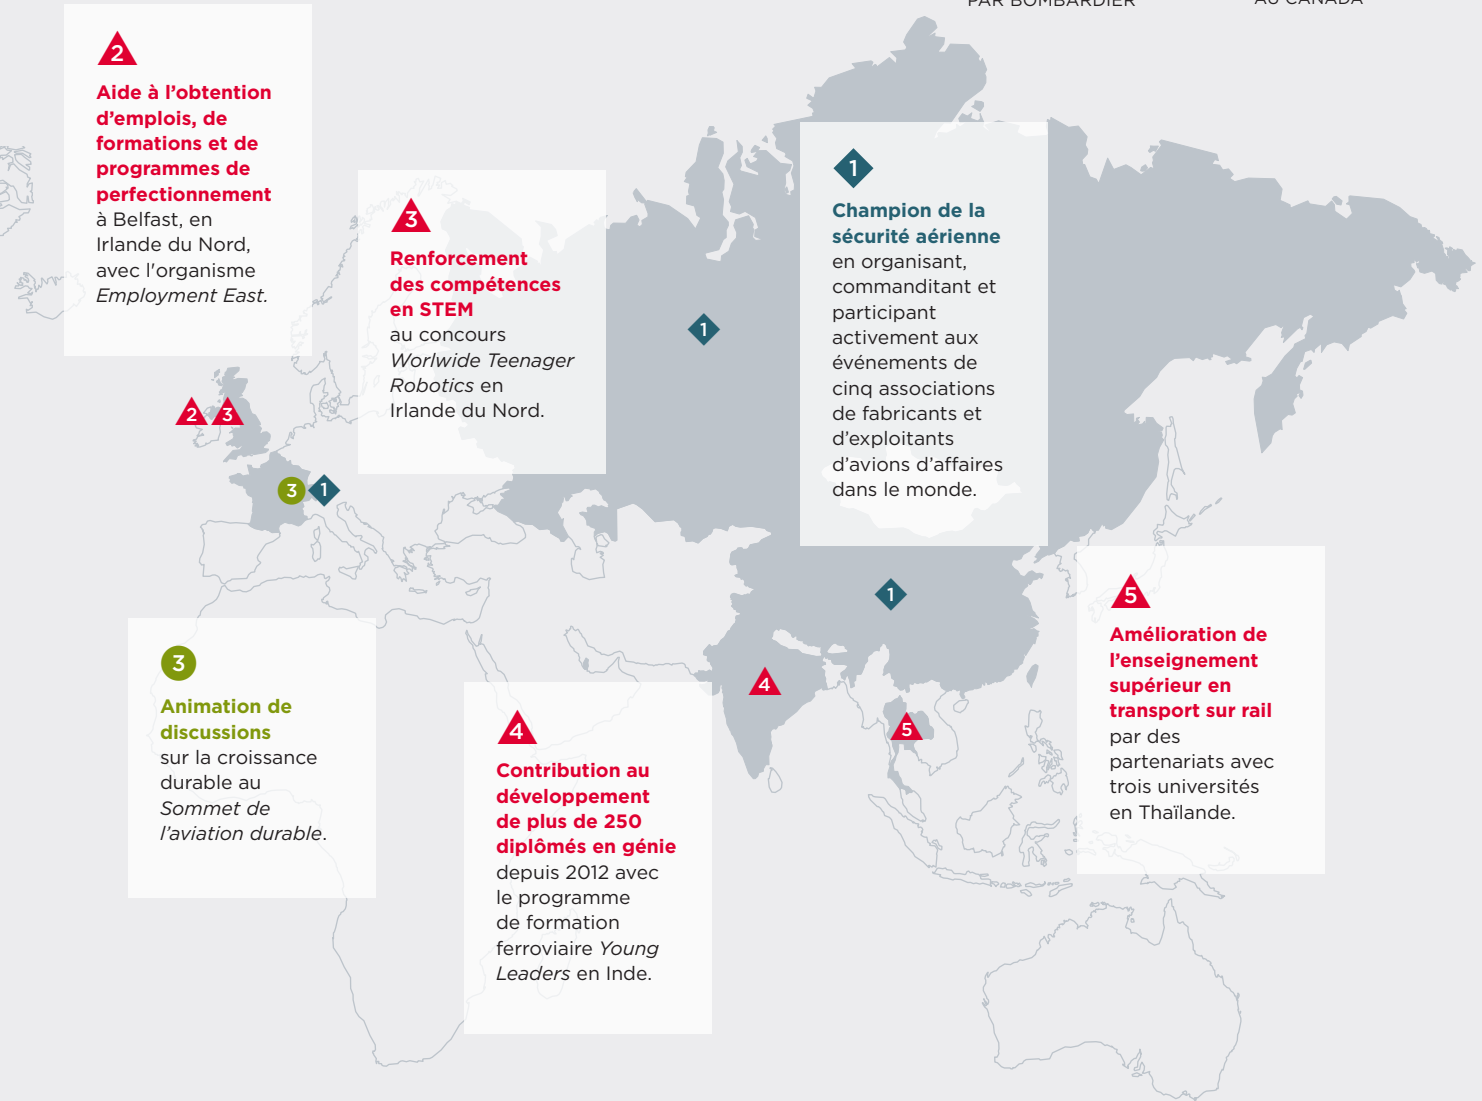 PAR BOMBARDIER
AU CANADA
2
Aide à l'obtention
d'emplois, de
formations et de
programmes de
perfectionnement
à Belfast, en
Irlande du Nord,
avec l'organisme
Employment East.
3
Renforcement
des compétences
en STEM
au concours
Worlwide Teenager
Robotics en
Irlande du Nord.
1
Champion de la
sécurité aérienne
en organisant,
commanditant et
participant
activement aux
événements de
cinq associations
de fabricants et
d'exploitants
d'avions d'affaires
dans le monde.
1
2
3
3
1
1
3
Animation de
discussions
sur la croissance
durable au
Sommet de
l'aviation durable.
4
Contribution au
développement
de plus de 250
diplômés en génie
depuis 2012 avec
le programme
de formation
ferroviaire Young
Leaders en Inde.
4
5
5
Amélioration de
l'enseignement
supérieur en
transport sur rail
par des
partenariats avec
trois universités
en Thaïlande.